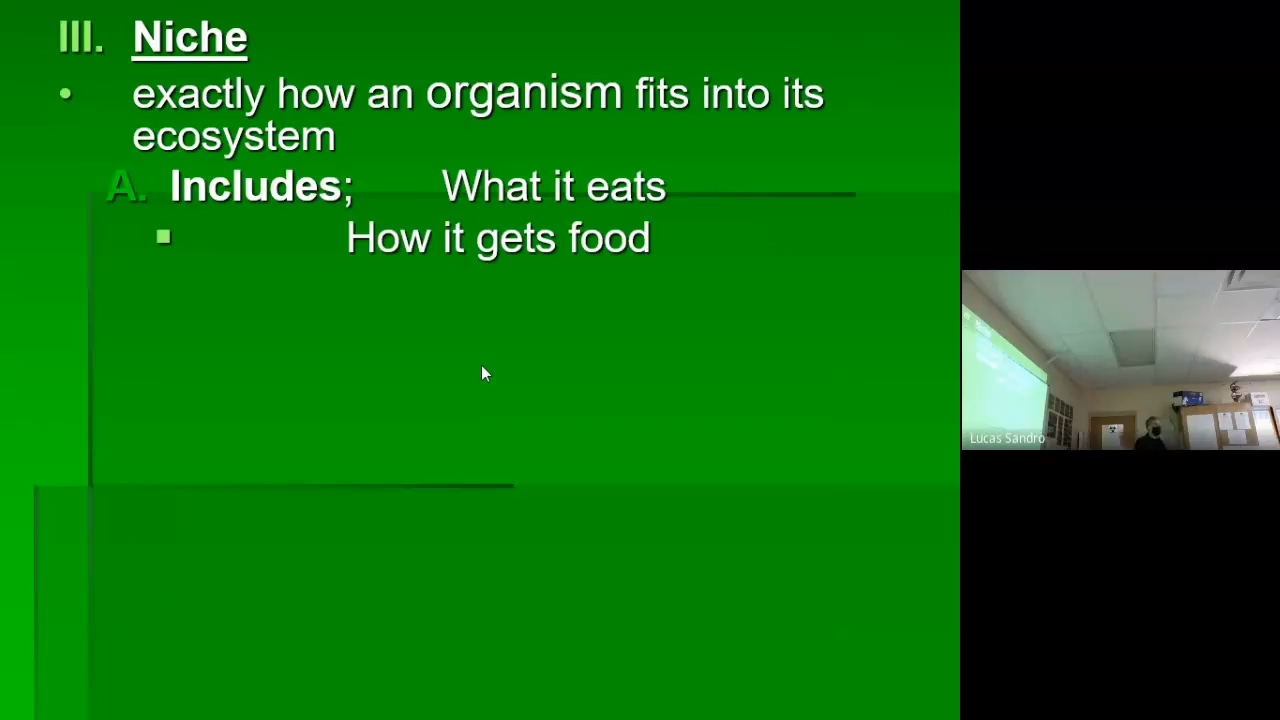 III. Niche
• exactly how an organism fits into its
ecosystem
A. Includes; What it eats
▪ How it gets food
Lucas Sandro